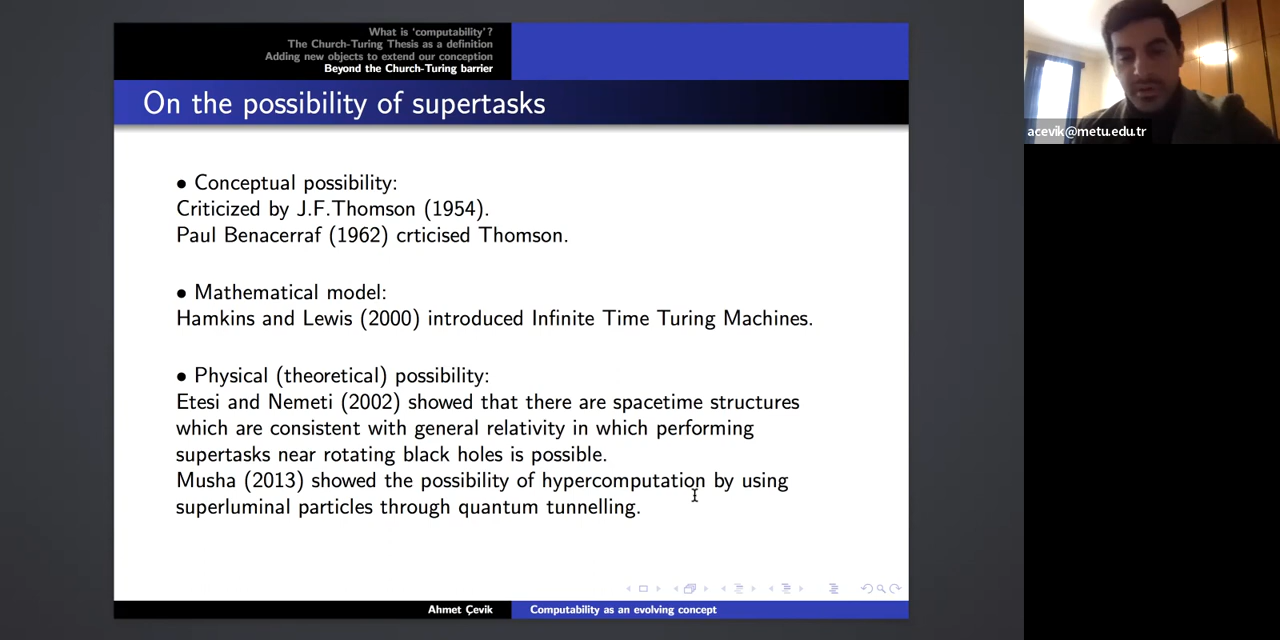 What is 'computability'?
The Church-Turing Thesis as a definition
Adding new objects to extend our conception
Beyond the Church-Turing barrier
On the possibility of supertasks
• Conceptual possibility:
Criticized by J.F.Thomson (1954).
Paul Benacerraf (1962) crticised Thomson.
• Mathematical model:
Hamkins and Lewis (2000) introduced Infinite Time Turing Machines.
• Physical (theoretical) possibility:
Etesi and Nemeti (2002) showed that there are spacetime structures
which are consistent with general relativity in which performing
supertasks near rotating black holes is possible.
Musha (2013) showed the possibility of hypercomputation by using
superluminal particles through quantum tunnelling.
Ahmet Çevik
Computability as an evolving concept
acevik@metu.edu.tr